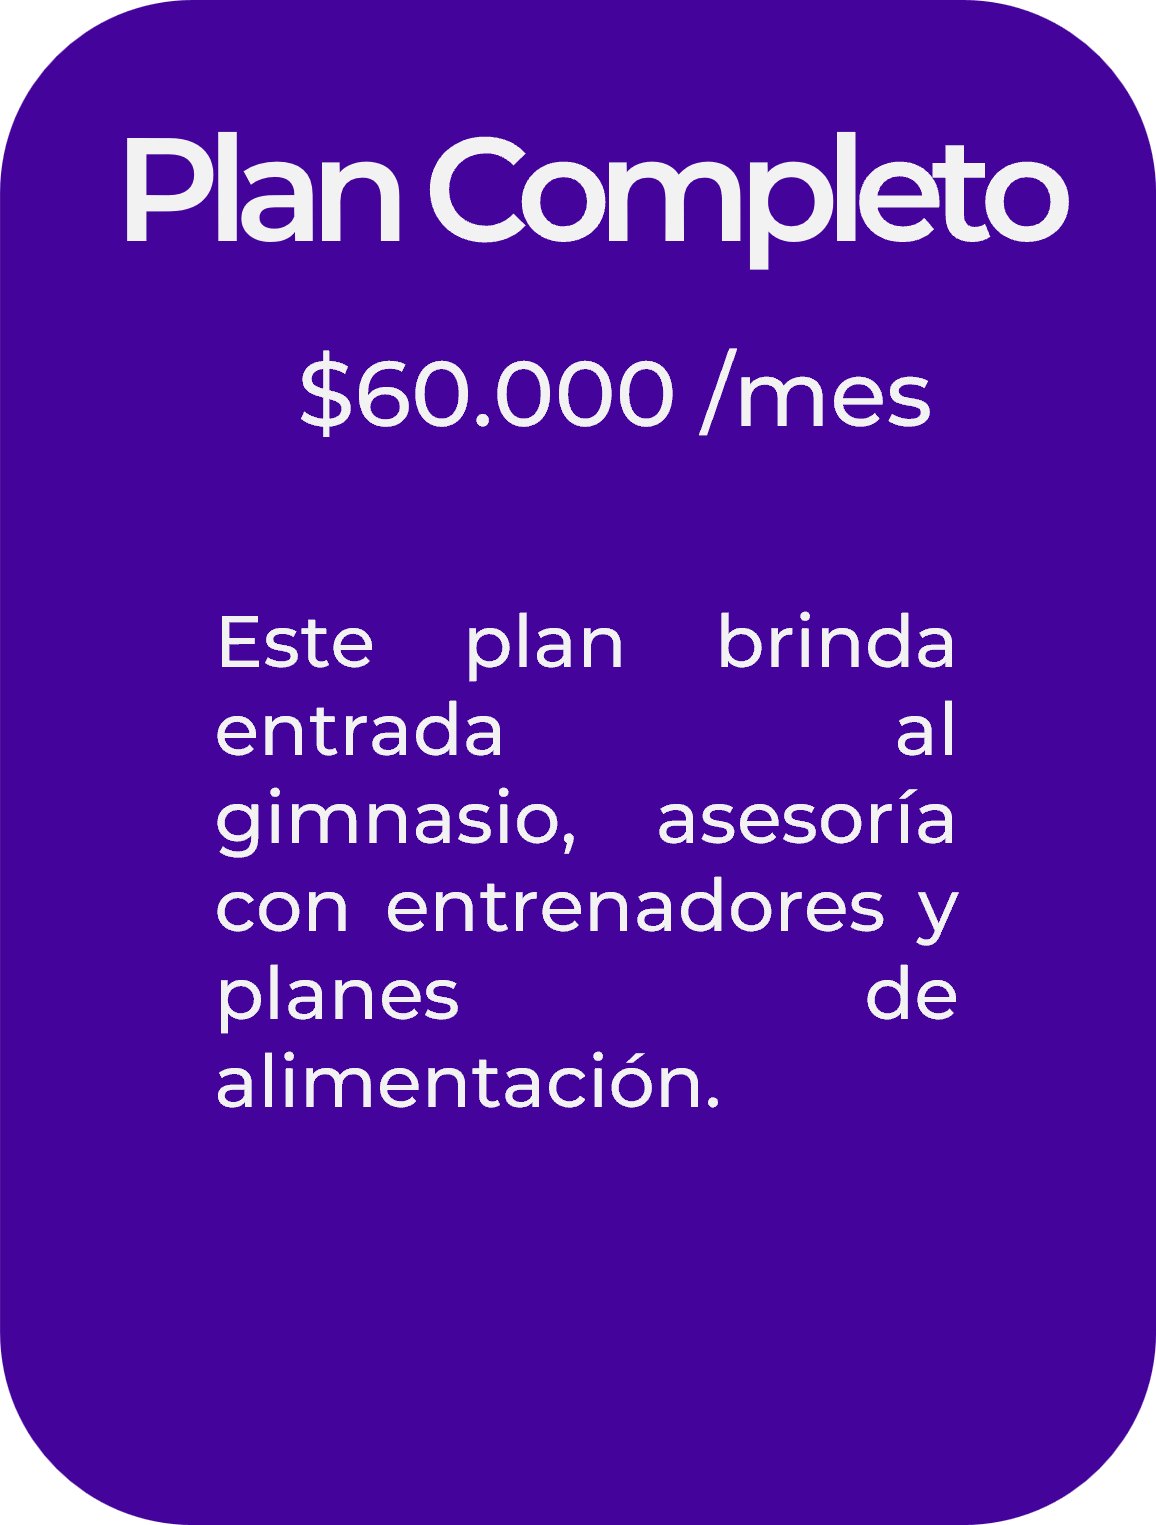 Plan Completo
$60.000 /mes
Este plan brinda
entrada al
gimnasio, asesoría
con entrenadores y
planes de
alimentación.